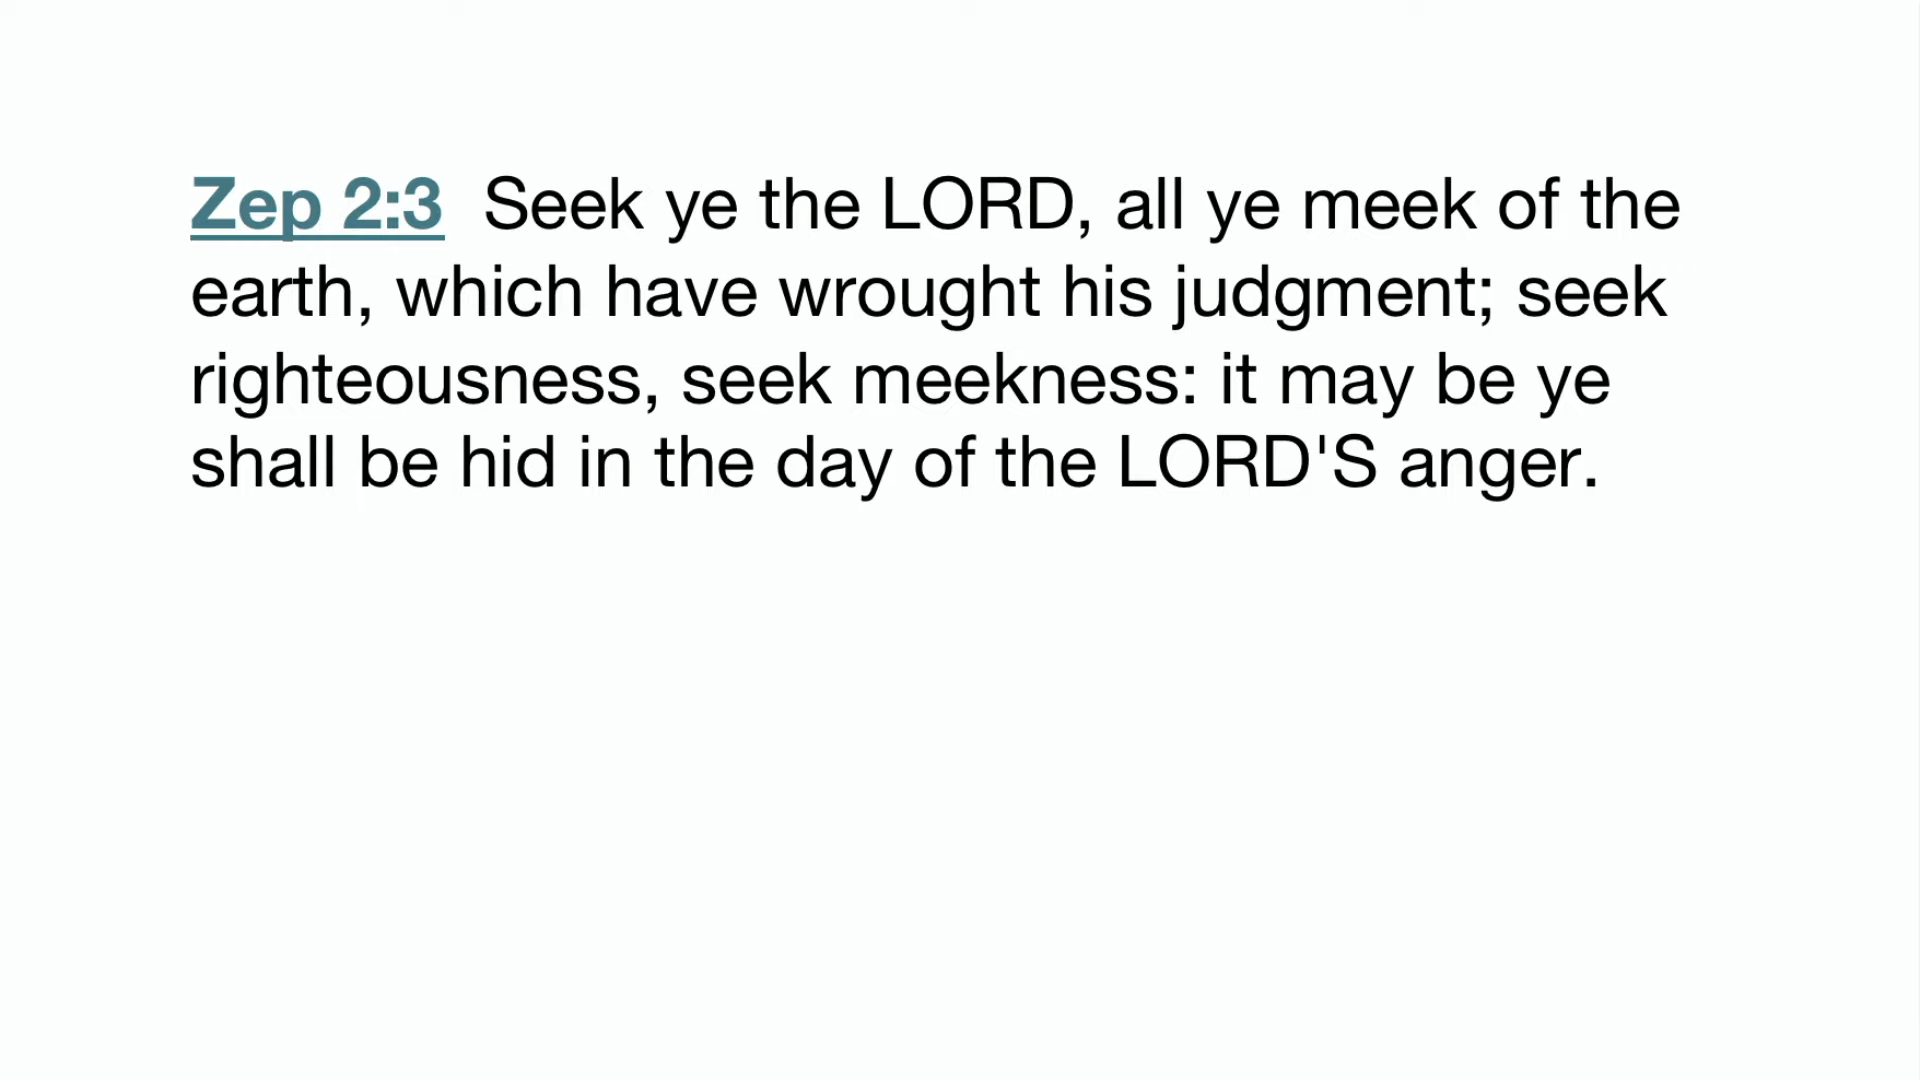 Zep 2:3 Seek ye the LORD, all ye meek of the
earth, which have wrought his judgment; seek
righteousness, seek meekness: it may be ye
shall be hid in the day of the LORD'S anger.